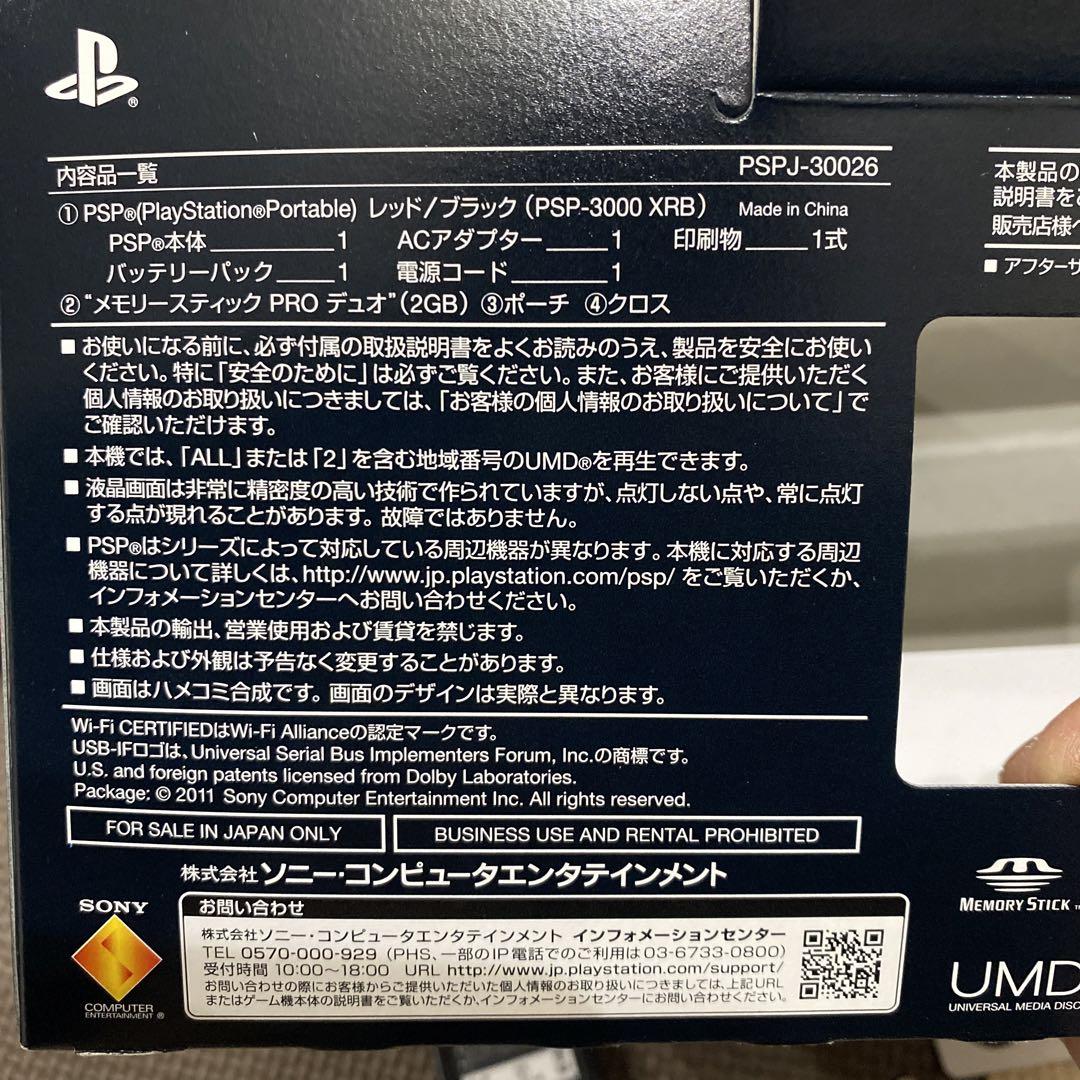 内容品一覧 PSPJ-30026
① PSP®(PlayStation®Portable) レッド/ブラック (PSP-3000 XRB) Made in China
PSP®本体 1 ACアダプター 1 印刷物 1式
バッテリーパック 1 電源コード 1
② "メモリースティック PRO デュオ" (2GB) ③ポーチ ④クロス
■ お使いになる前に、必ず付属の取扱説明書をよくお読みのうえ、製品を安全にお使い
ください。特に「安全のために」は必ずご覧ください。また、お客様にご提供いただく
個人情報のお取り扱いにつきましては、「お客様の個人情報のお取り扱いについて」で
ご確認いただけます。
■ 本機では、「ALL」または「2」を含む地域番号のUMD®を再生できます。
■ 液晶画面は非常に精密度の高い技術で作られていますが、点灯しない点や、常に点灯
する点が現れることがあります。故障ではありません。
■ PSP®はシリーズによって対応している周辺機器が異なります。本機に対応する周辺
機器について詳しくは、http://www.jp.playstation.com/psp/ をご覧いただくか、
インフォメーションセンターへお問い合わせください。
■ 本製品の輸出、営業使用および賃貸を禁じます。
■ 仕様および外観は予告なく変更することがあります。
■ 画面はハメコミ合成です。画面のデザインは実際と異なります。
Wi-Fi CERTIFIEDはWi-Fi Allianceの認定マークです。
USB-IFロゴは、Universal Serial Bus Implementers Forum, Inc.の商標です。
U.S. and foreign patents licensed from Dolby Laboratories.
Package: © 2011 Sony Computer Entertainment Inc. All rights reserved.
FOR SALE IN JAPAN ONLY
BUSINESS USE AND RENTAL PROHIBITED
株式会社 ソニー・コンピュータエンタテインメント
SONY
COMPUTER
ENTERTAINMENT ®
お問い合わせ
株式会社ソニー・コンピュータエンタテインメント インフォメーションセンター
TEL 0570-000-929 (PHS、一部のIP電話でのご利用は03-6733-0800)
受付時間 10:00〜18:00 URL http://www.jp.playstation.com/support/
お問い合わせの際にお客様からご提供いただいた個人情報のお取り扱いにつきましては、上記URL
またはゲーム機本体の説明書をご覧いただくか、インフォメーションセンターにお問い合わせください。
本製品の
説明書を
販売店様へ
■ アフターサ
MEMORY STICK ™
UMD
UNIVERSAL MEDIA DISC